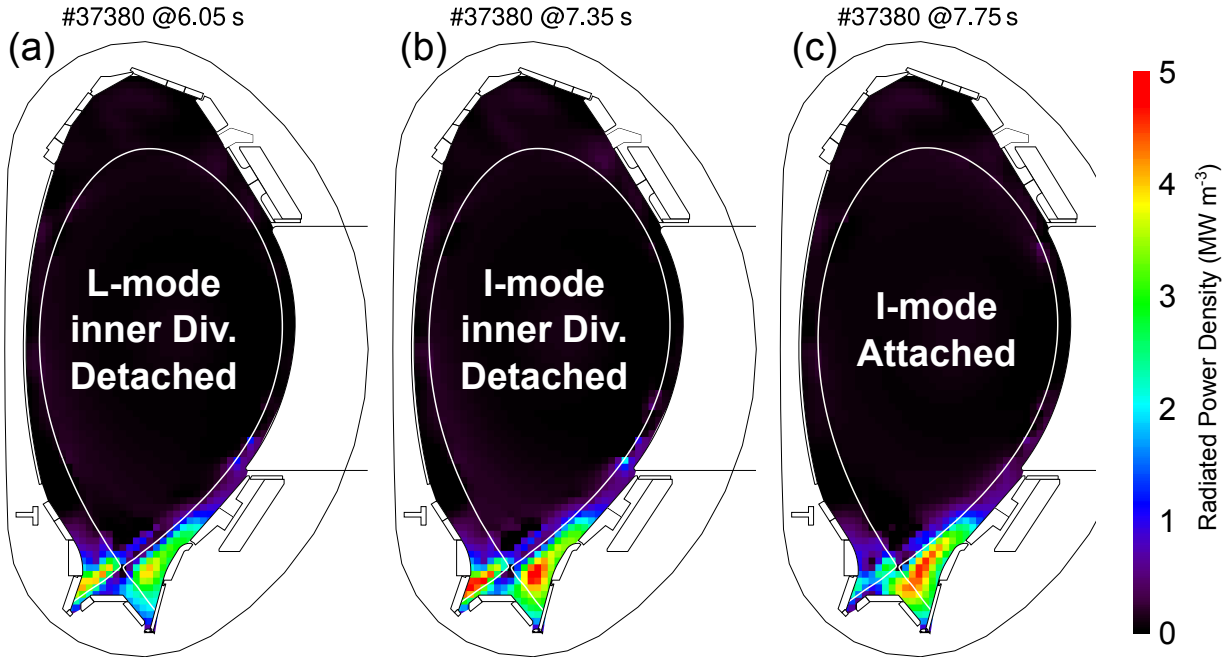 #37380 @6.05 s
#37380 @7.35 s
#37380 @7.75 s
(a)
(b)
(c)
L-mode
inner Div.
Detached
I-mode
inner Div.
Detached
I-mode
Attached
5
4
3
2
1
0
Radiated Power Density (MW m⁻³)